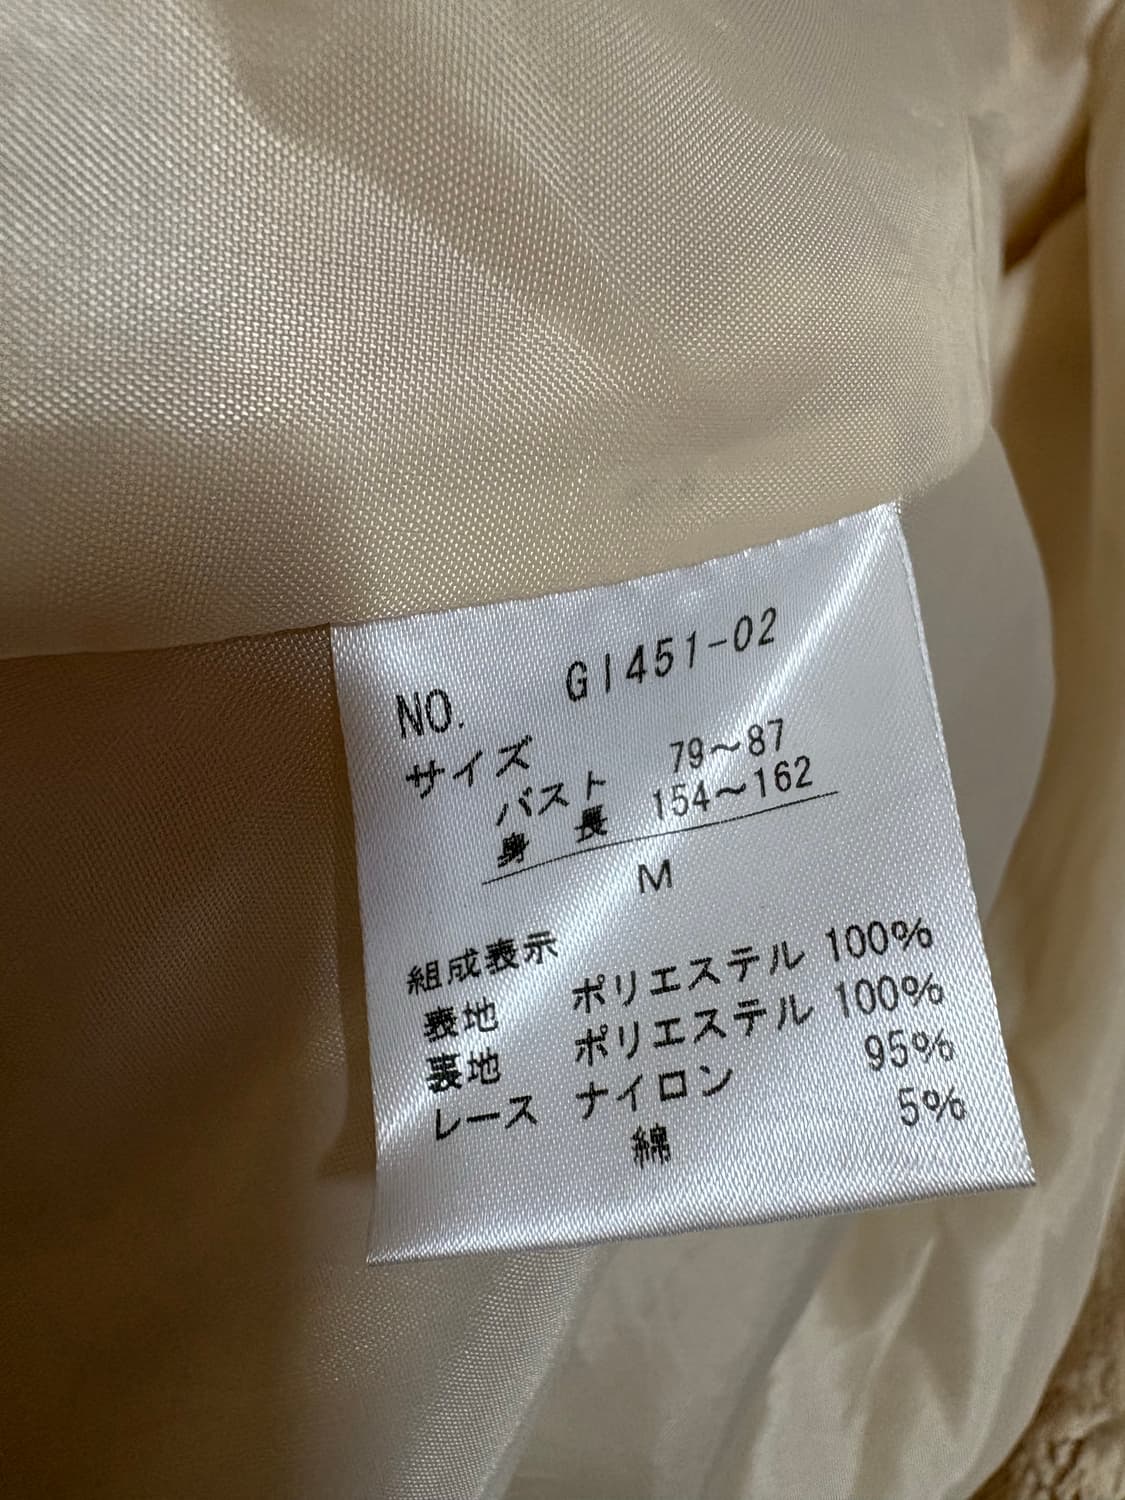 NO. GI451-02
サイズ
バスト 79～87
身長 154～162
M
組成表示
表地 ポリエステル 100%
裏地 ポリエステル 100%
レース ナイロン 95%
綿 5%